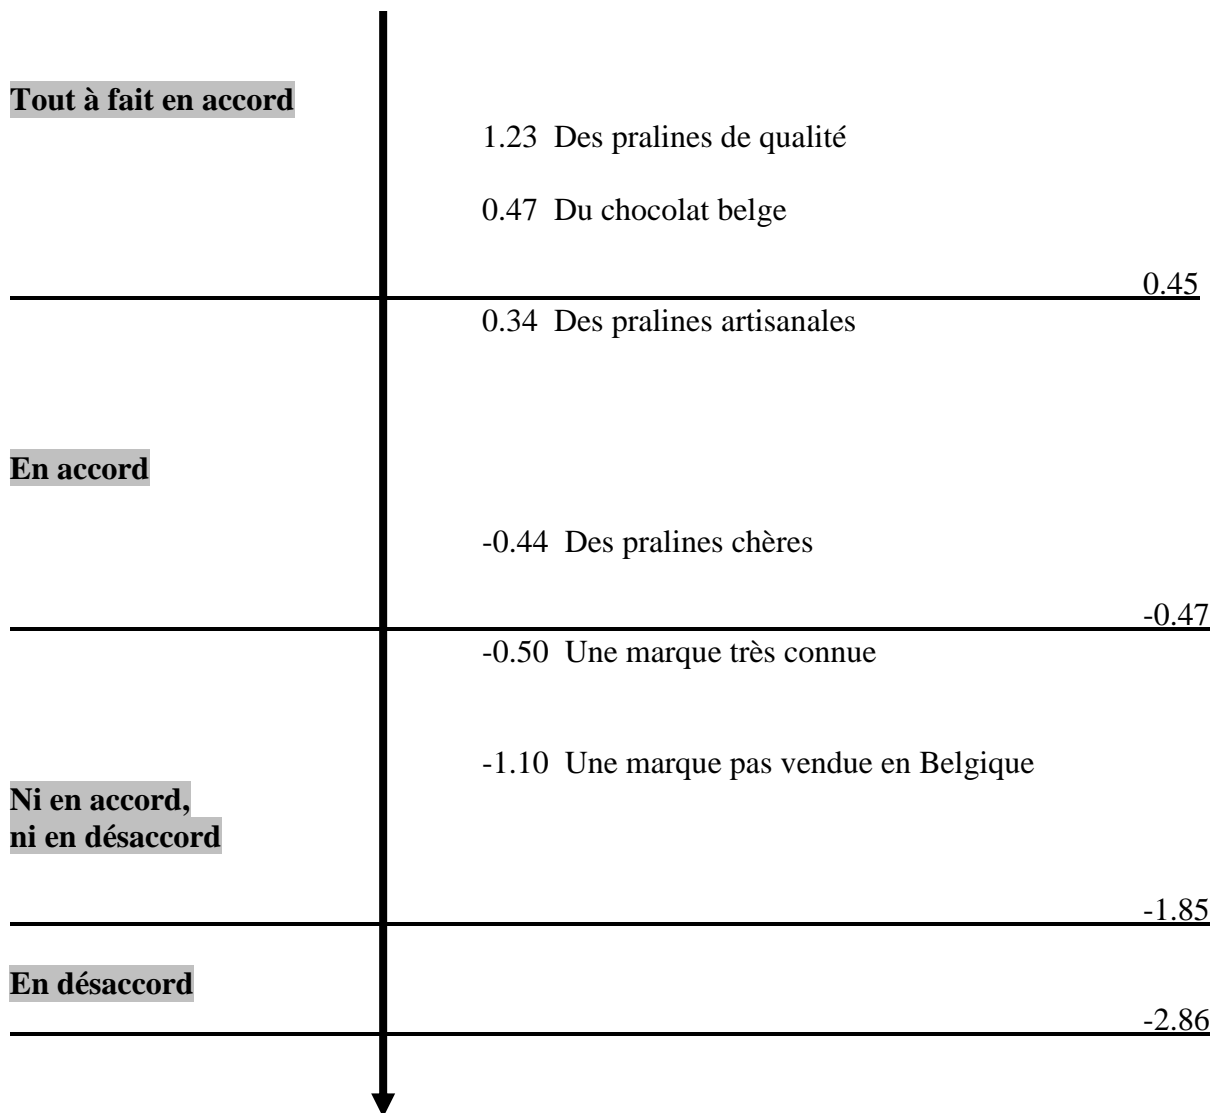 Tout à fait en accord
1.23 Des pralines de qualité
0.47 Du chocolat belge
0.45
0.34 Des pralines artisanales
En accord
-0.44 Des pralines chères
-0.47
-0.50 Une marque très connue
-1.10 Une marque pas vendue en Belgique
Ni en accord,
ni en désaccord
-1.85
En désaccord
-2.86